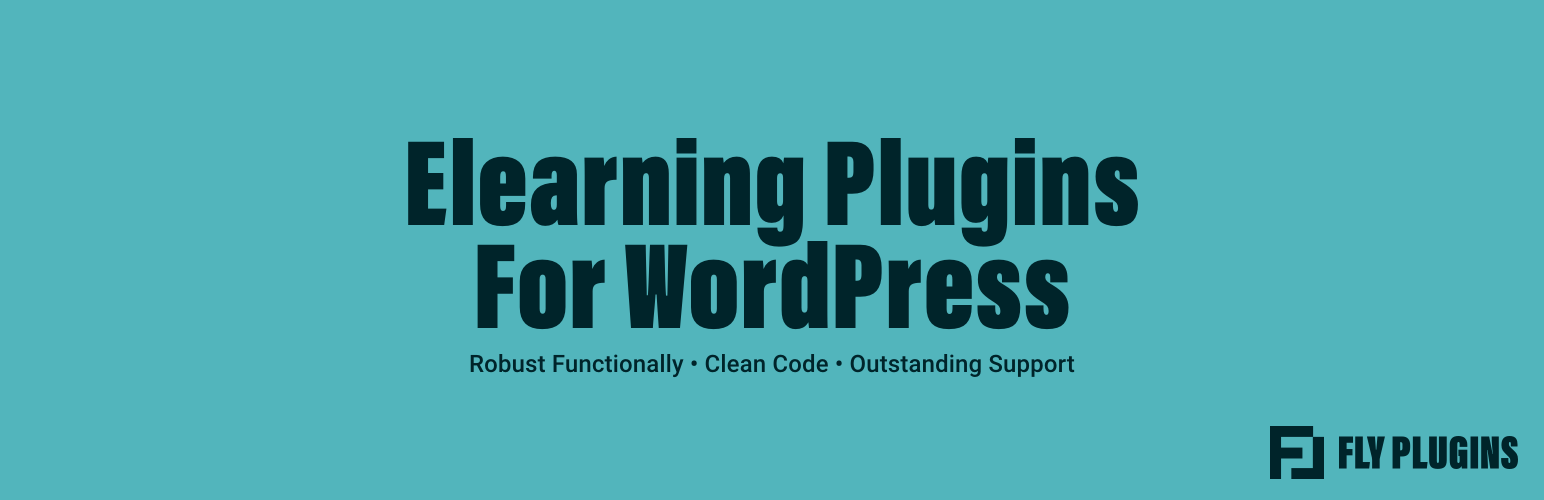 Elearning Plugins
For WordPress
Robust Functionally • Clean Code • Outstanding Support
FLY PLUGINS